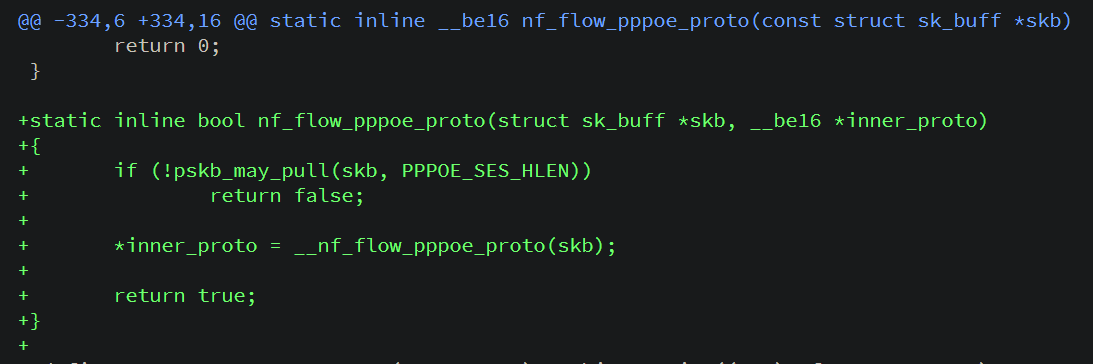 @@ -334,6 +334,16 @@ static inline __be16 nf_flow_pppoe_proto(const struct sk_buff *skb)
        return 0;
 }

+static inline bool nf_flow_pppoe_proto(struct sk_buff *skb, __be16 *inner_proto)
+{
+       if (!pskb_may_pull(skb, PPPOE_SES_HLEN))
+               return false;
+
+       *inner_proto = __nf_flow_pppoe_proto(skb);
+
+       return true;
+}
+